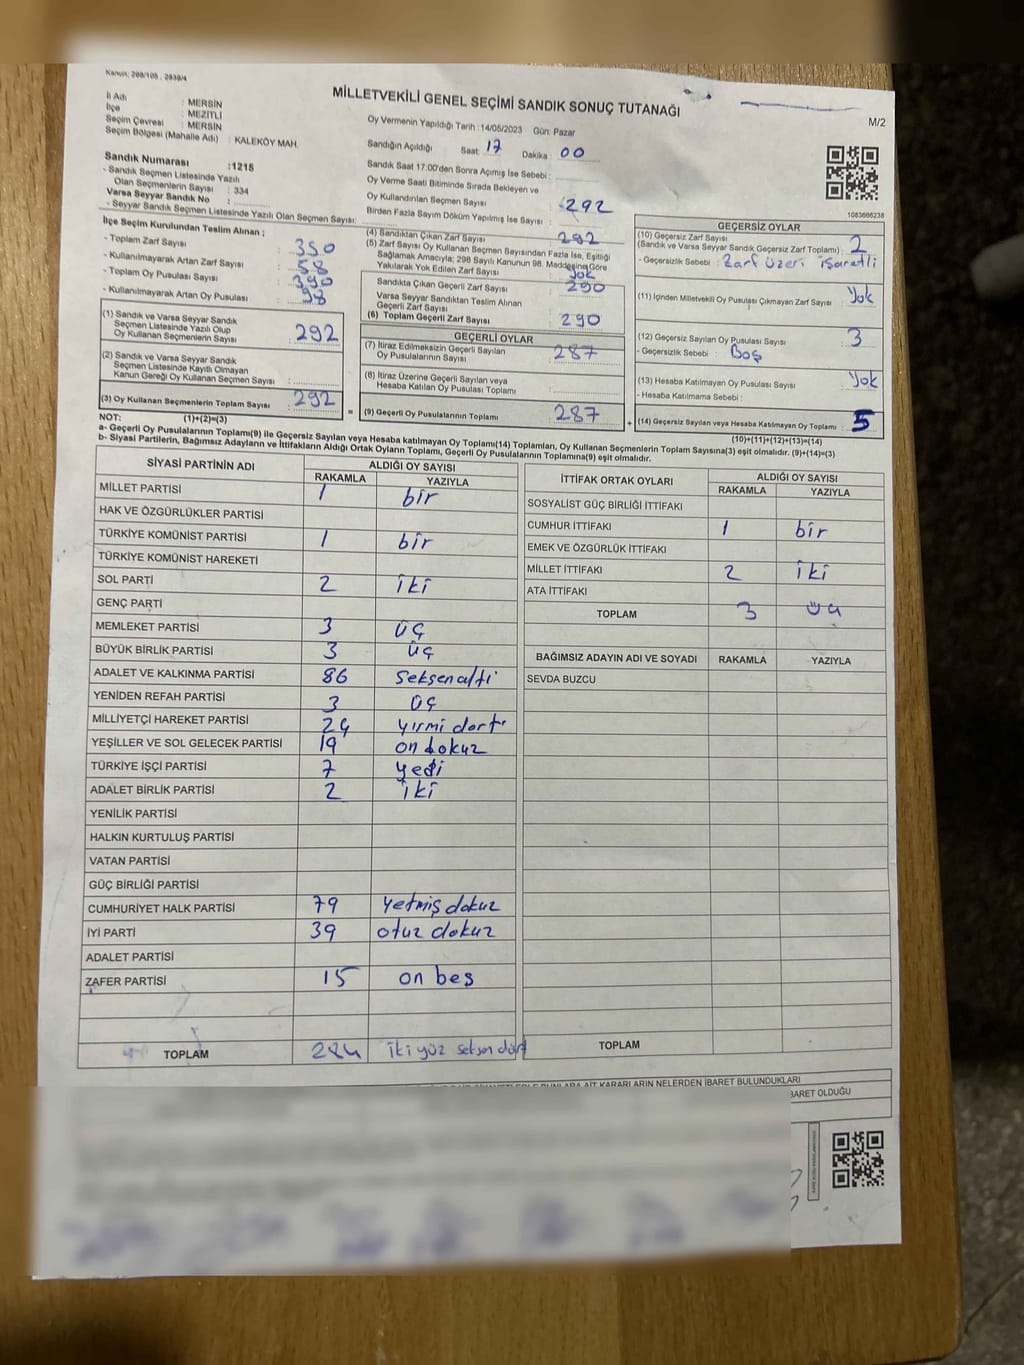 Kanun: 298/105 , 2839/4
MİLLETVEKİLİ GENEL SEÇİMİ SANDIK SONUÇ TUTANAĞI
M/2
İl Adı : MERSİN
İlçe : MEZİTLİ
Seçim Çevresi : MERSİN
Seçim Bölgesi (Mahalle Adı) : KALEKÖY MAH.
Sandık Numarası :1215
- Sandık Seçmen Listesinde Yazılı
Olan Seçmenlerin Sayısı : 334
Varsa Seyyar Sandık No :
- Seyyar Sandık Seçmen Listesinde Yazılı Olan Seçmen Sayısı:
Oy Vermenin Yapıldığı Tarih :14/05/2023 Gün: Pazar
Sandığın Açıldığı Saat: 17 Dakika : 00
Sandık Saat 17:00'den Sonra Açımış İse Sebebi :
Oy Verme Saati Bitiminde Sırada Bekleyen ve
Oy Kullandırılan Seçmen Sayısı : 292
Birden Fazla Sayım Döküm Yapılmış İse Sayısı :
1083666238
İlçe Seçim Kurulundan Teslim Alınan ;
- Toplam Zarf Sayısı : 350
- Kullanılmayarak Artan Zarf Sayısı : 58
- Toplam Oy Pusulası Sayısı : 390
- Kullanılmayarak Artan Oy Pusulası : 98
(1) Sandık ve Varsa Seyyar Sandık
Seçmen Listesinde Yazılı Olup
Oy Kullanan Seçmenlerin Sayısı : 292
(2) Sandık ve Varsa Seyyar Sandık
Seçmen Listesinde Kayıtlı Olmayan
Kanun Gereği Oy Kullanan Seçmen Sayısı :
(3) Oy Kullanan Seçmenlerin Toplam Sayısı : 292
(4) Sandıktan Çıkan Zarf Sayısı : 292
(5) Zarf Sayısı Oy Kullanan Seçmen Sayısından Fazla İse, Eşitliği
Sağlamak Amacıyla; 298 Sayılı Kanunun 98. Maddesine Göre
Yakılarak Yok Edilen Zarf Sayısı : Yok
Sandıkta Çıkan Geçerli Zarf Sayısı : 290
Varsa Seyyar Sandıktan Teslim Alınan
Geçerli Zarf Sayısı :
(6) Toplam Geçerli Zarf Sayısı : 290
GEÇERLİ OYLAR
(7) İtiraz Edilmeksizin Geçerli Sayılan
Oy Pusulalarının Sayısı : 287
(8) İtiraz Üzerine Geçerli Sayılan veya
Hesaba Katılan Oy Pusulası Toplamı :
= (9) Geçerli Oy Pusulalarının Toplamı : 287
GEÇERSİZ OYLAR
(10) Geçersiz Zarf Sayısı
(Sandık ve Varsa Seyyar Sandık Geçersiz Zarf Toplamı) : 2
- Geçersizlik Sebebi : Zarf üzeri işaretli
(11) İçinden Milletvekili Oy Pusulası Çıkmayan Zarf Sayısı : Yok
(12) Geçersiz Sayılan Oy Pusulası Sayısı : 3
- Geçersizlik Sebebi : Boş
(13) Hesaba Katılmayan Oy Pusulası Sayısı : Yok
- Hesaba Katılmama Sebebi :
+ (14) Geçersiz Sayılan veya Hesaba Katılmayan Oy Toplamı : 5
NOT: (1)+(2)=(3) (10)+(11)+(12)+(13)=(14)
a- Geçerli Oy Pusulalarının Toplamı(9) ile Geçersiz Sayılan veya Hesaba Katılmayan Oy Toplamı(14) Toplamları, Oy Kullanan Seçmenlerin Toplam Sayısına(3) eşit olmalıdır. (9)+(14)=(3)
b- Siyasi Partilerin, Bağımsız Adayların ve İttifakların Aldığı Ortak Oyların Toplamı, Geçerli Oy Pusulalarının Toplamına(9) eşit olmalıdır.
SİYASİ PARTİNİN ADI ALDIĞI OY SAYISI
RAKAMLA YAZIYLA
MİLLET PARTİSİ 1 bir
HAK VE ÖZGÜRLÜKLER PARTİSİ
TÜRKİYE KOMÜNİST PARTİSİ 1 bir
TÜRKİYE KOMÜNİST HAREKETİ
SOL PARTİ 2 iki
GENÇ PARTİ
MEMLEKET PARTİSİ 3 üç
BÜYÜK BİRLİK PARTİSİ 3 üç
ADALET VE KALKINMA PARTİSİ 86 Seksenaltı
YENİDEN REFAH PARTİSİ 3 üç
MİLLİYETÇİ HAREKET PARTİSİ 24 yırmi dort
YEŞİLLER VE SOL GELECEK PARTİSİ 19 on dokuz
TÜRKİYE İŞÇİ PARTİSİ 7 yedi
ADALET BİRLİK PARTİSİ 2 iki
YENİLİK PARTİSİ
HALKIN KURTULUŞ PARTİSİ
VATAN PARTİSİ
GÜÇ BİRLİĞİ PARTİSİ
CUMHURİYET HALK PARTİSİ 79 yetmiş dokuz
İYİ PARTİ 39 otuz dokuz
ADALET PARTİSİ
ZAFER PARTİSİ 15 on bes
TOPLAM 284 iki yüz seksen dört
İTTİFAK ORTAK OYLARI ALDIĞI OY SAYISI
RAKAMLA YAZIYLA
SOSYALİST GÜÇ BİRLİĞİ İTTİFAKI
CUMHUR İTTİFAKI 1 bir
EMEK VE ÖZGÜRLÜK İTTİFAKI
MİLLET İTTİFAKI 2 iki
ATA İTTİFAKI
TOPLAM 3 üç
BAĞIMSIZ ADAYIN ADI VE SOYADI RAKAMLA YAZIYLA
SEVDA BUZCU
TOPLAM
BUNLARA AİT KARARLARIN NELERDEN İBARET BULUNDUKLARI
BARET OLDUĞU